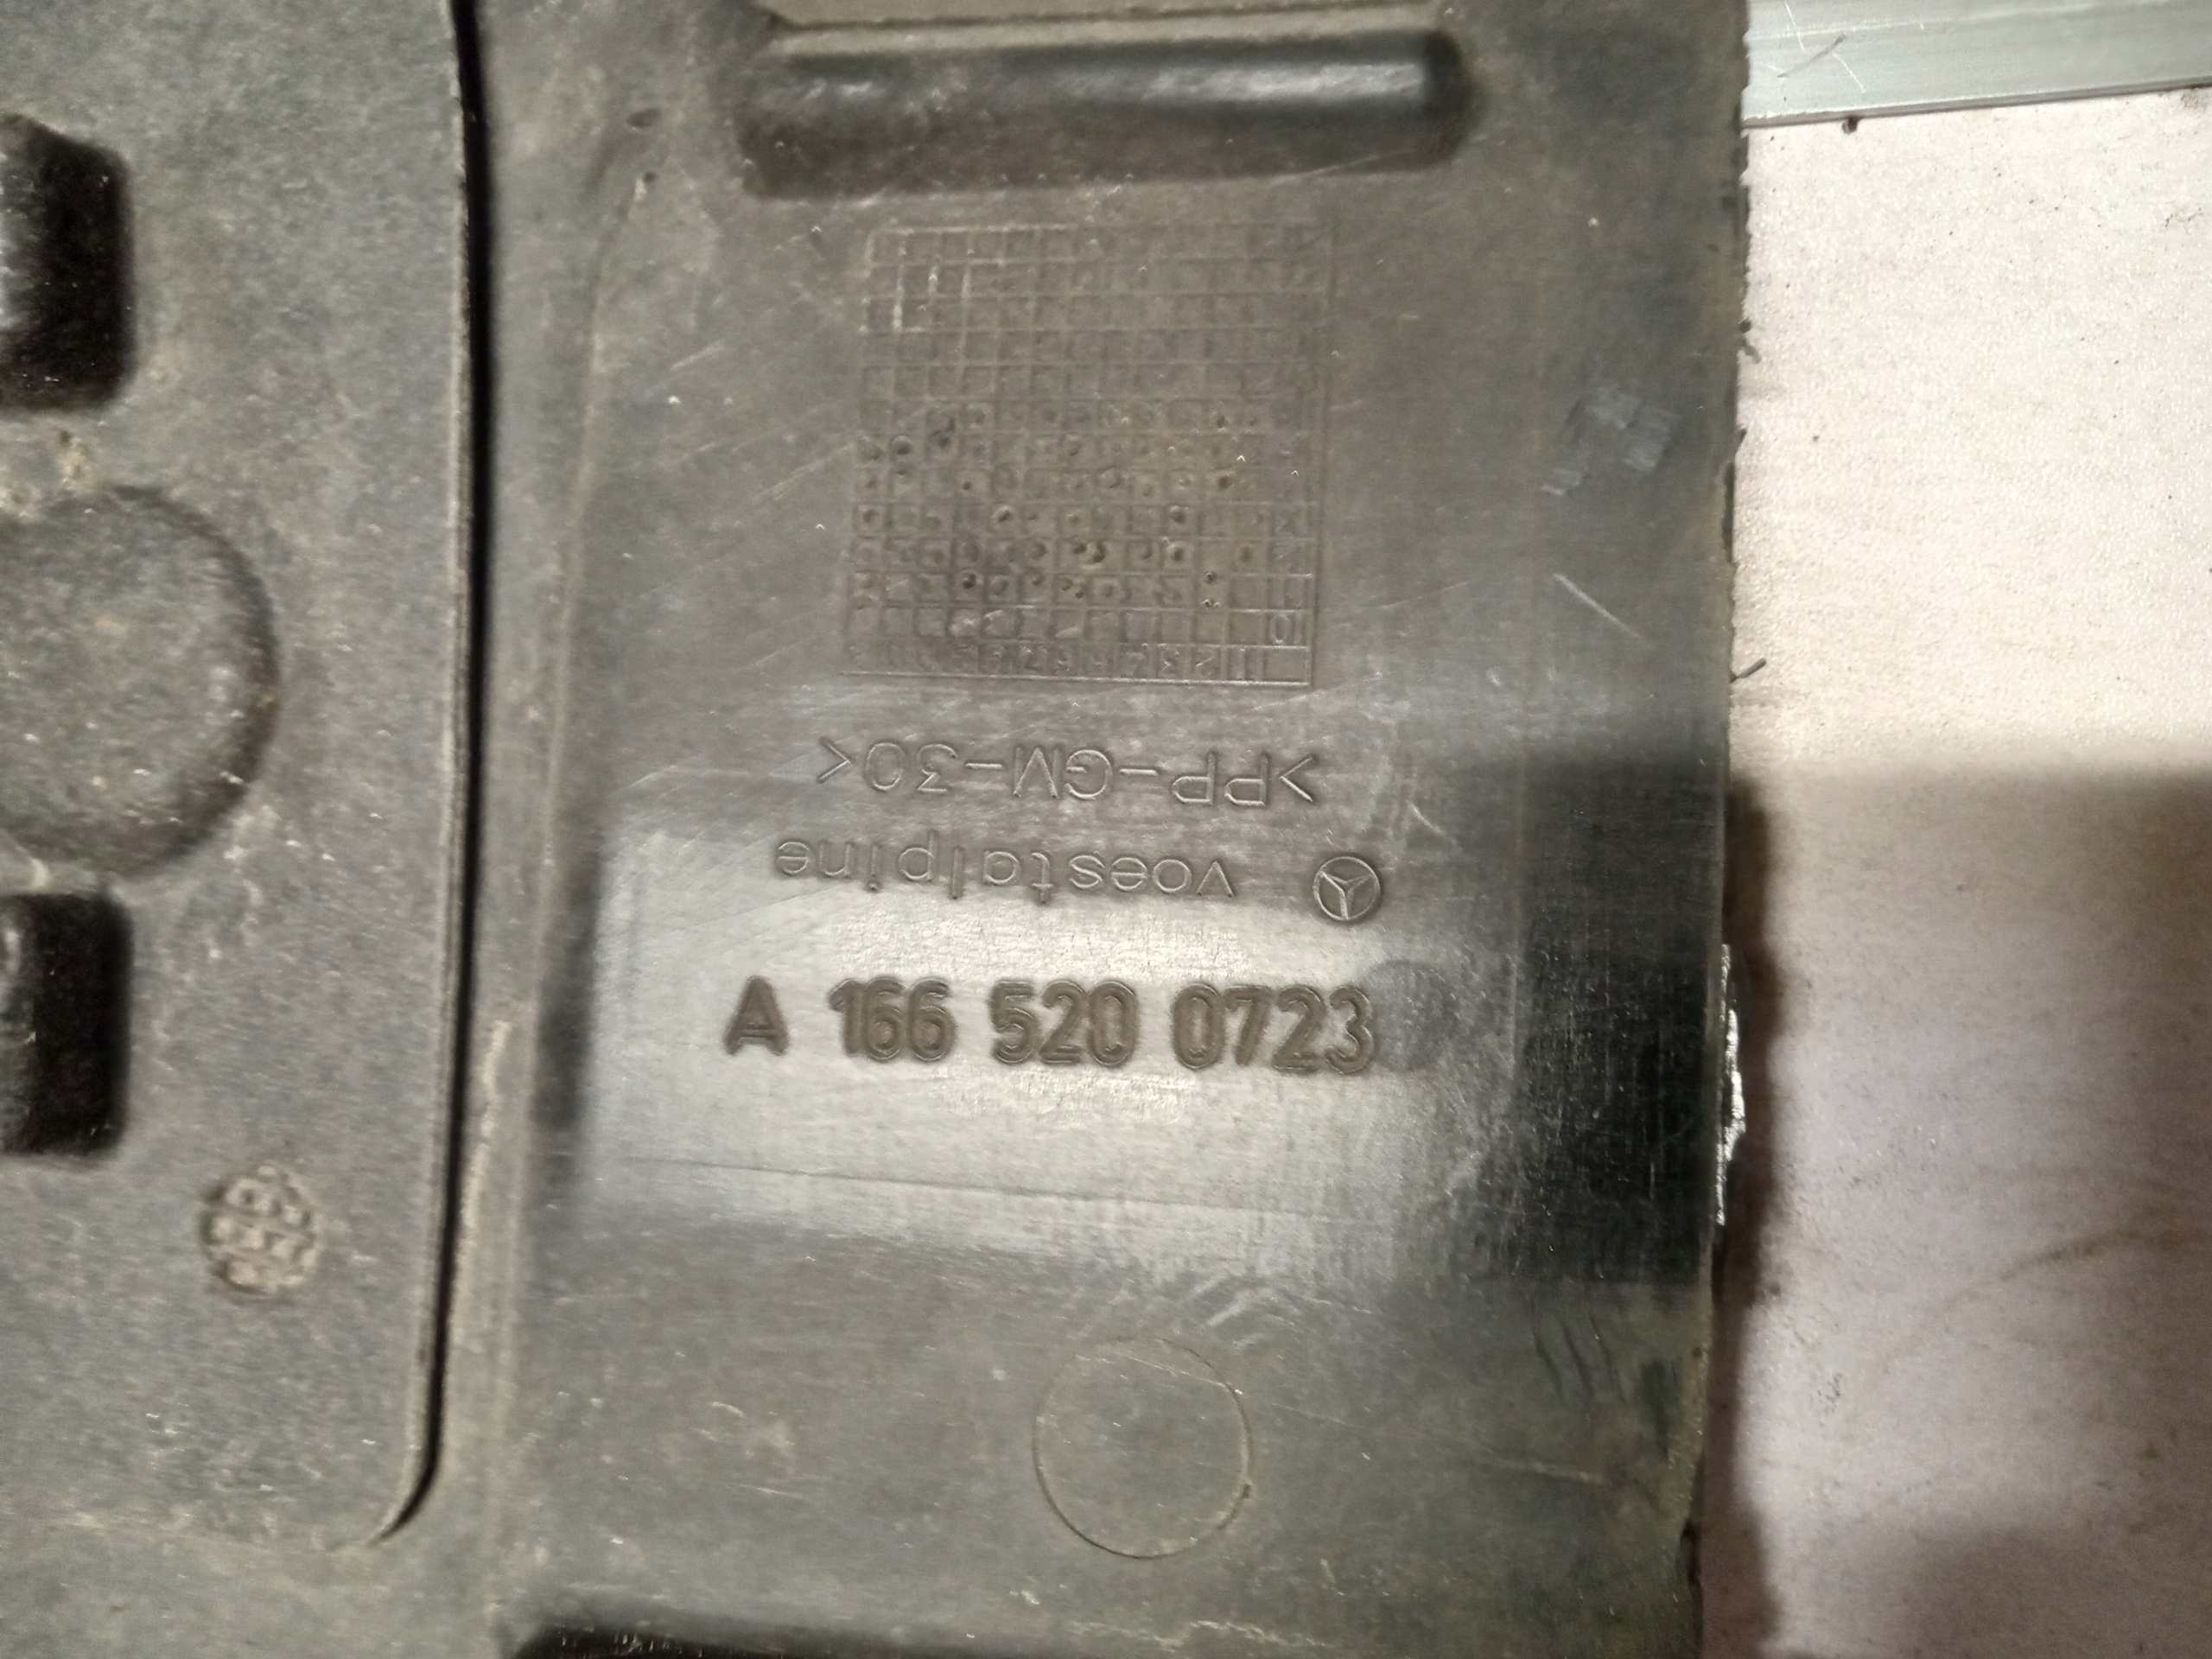 A 166 520 0723
voestalpine
>PP-GM-30<